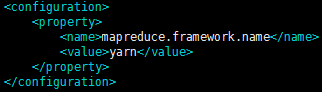 <configuration>
    <property>
        <name>mapreduce.framework.name</name>
        <value>yarn</value>
    </property>
</configuration>